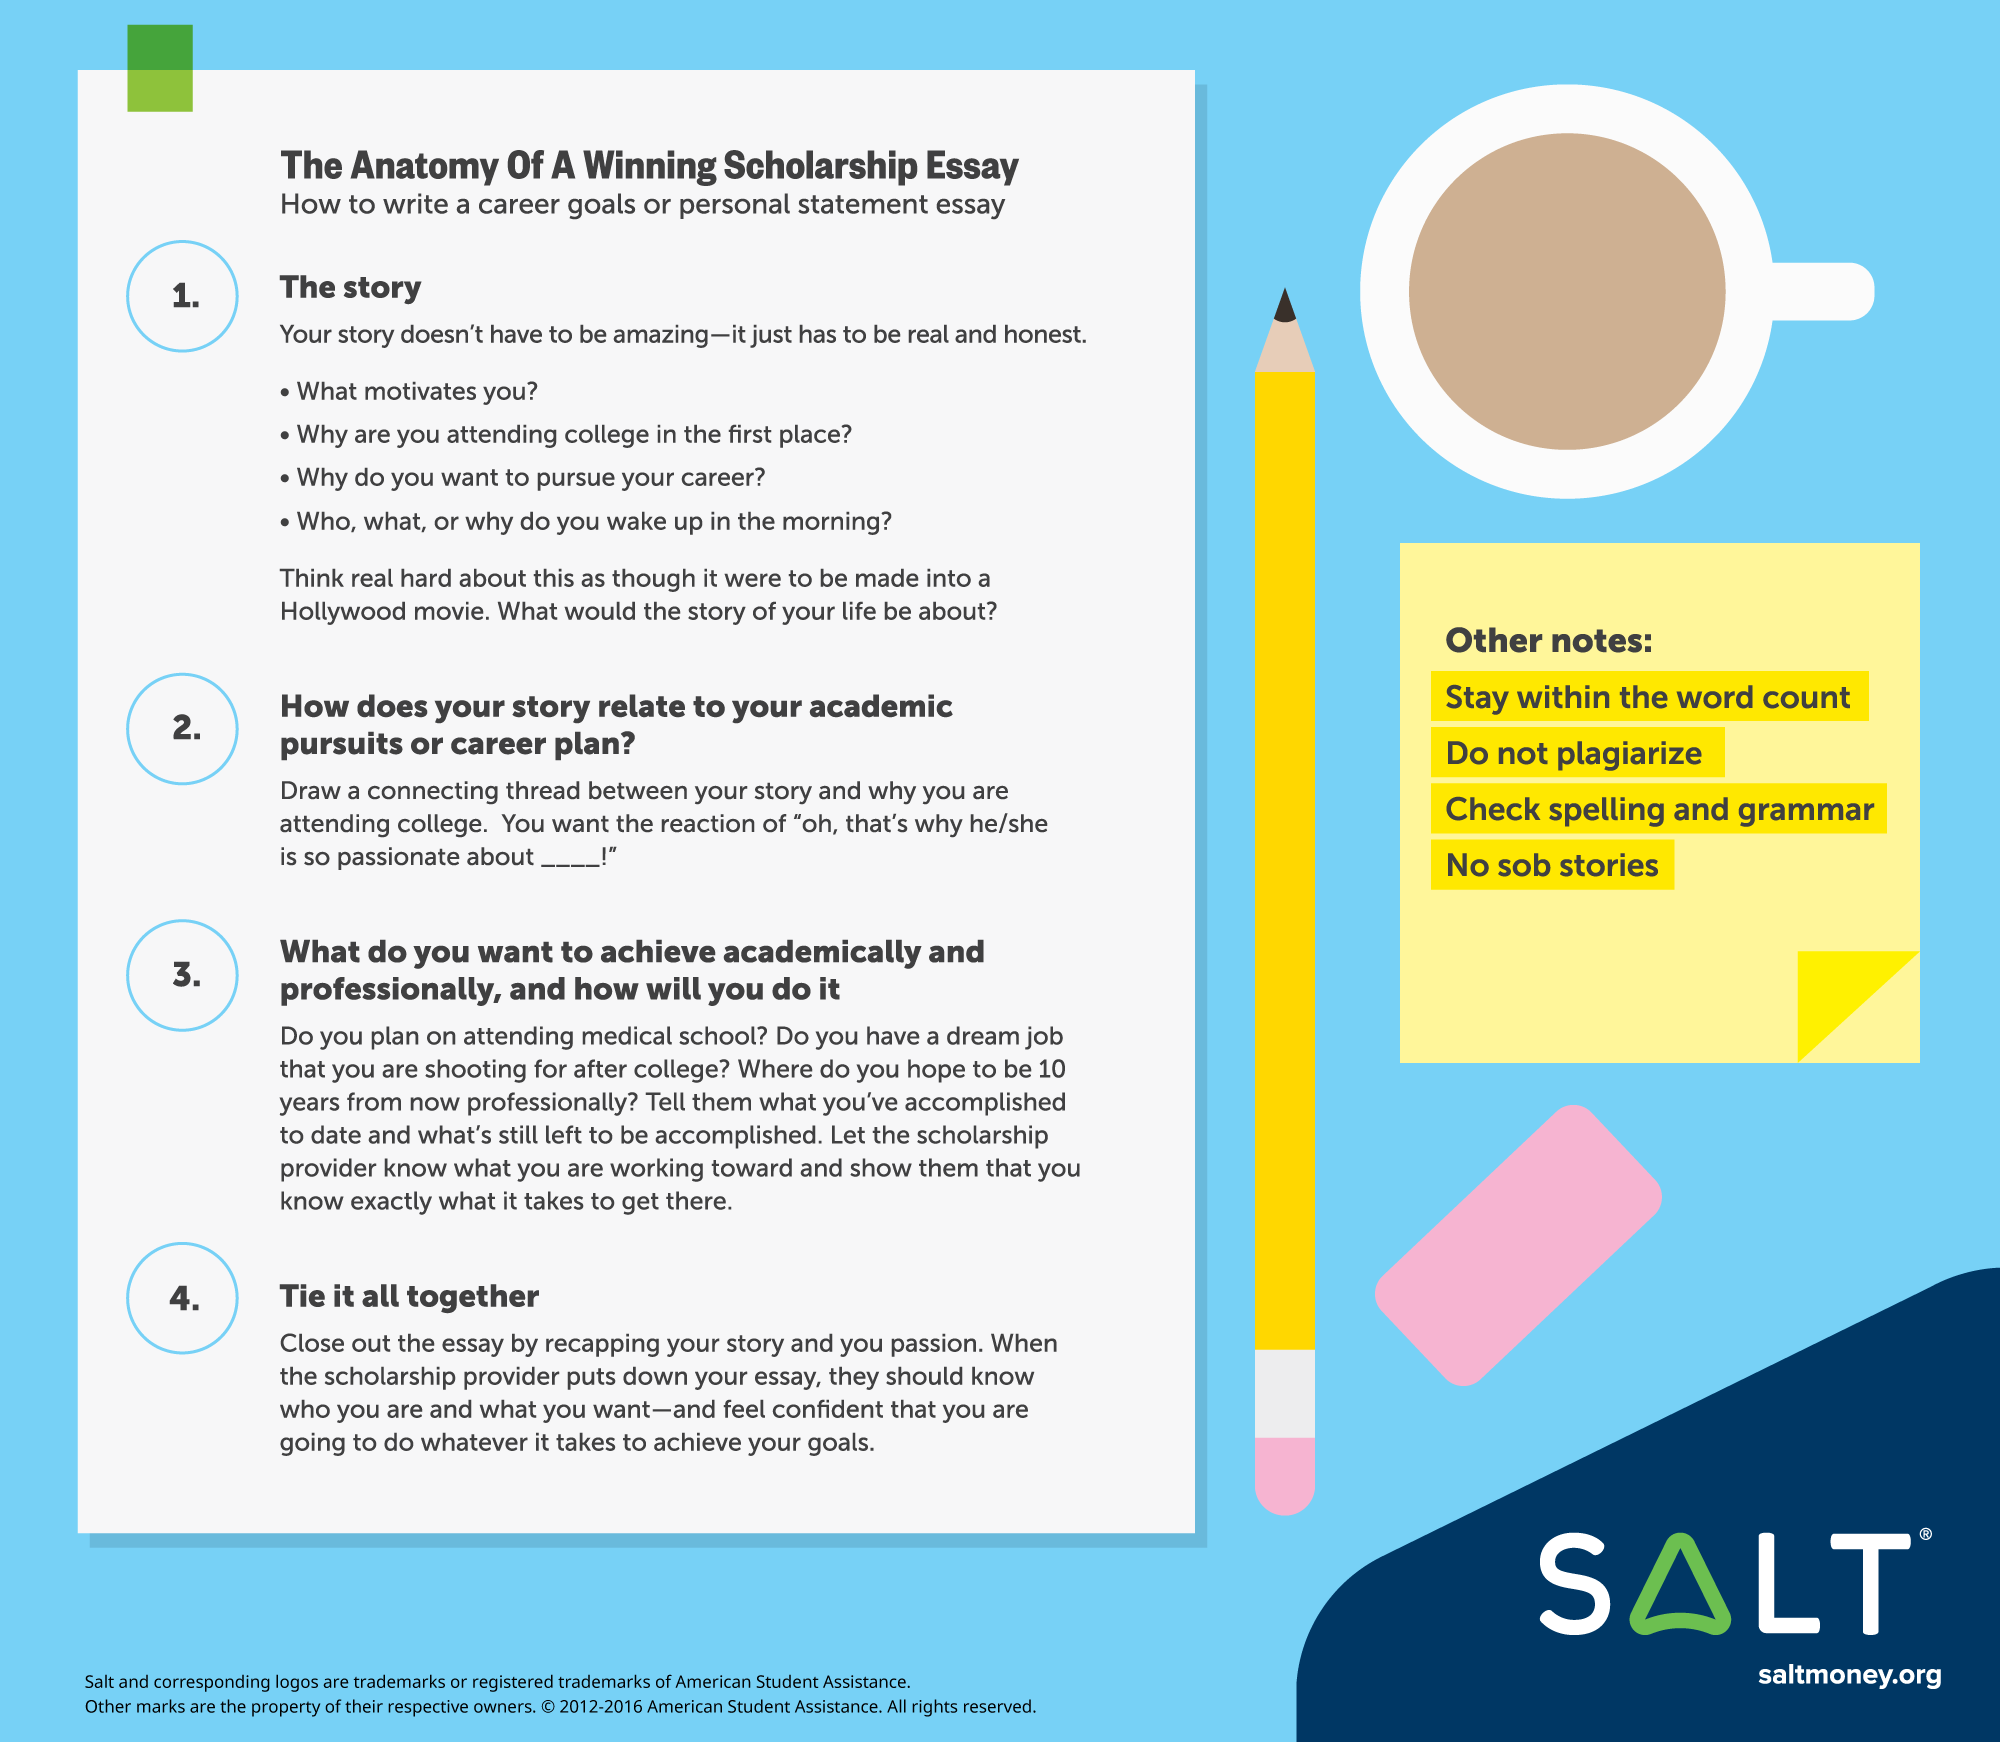 The Anatomy Of A Winning Scholarship Essay
How to write a career goals or personal statement essay
1.
The story
Your story doesn’t have to be amazing—it just has to be real and honest.
• What motivates you?
• Why are you attending college in the first place?
• Why do you want to pursue your career?
• Who, what, or why do you wake up in the morning?
Think real hard about this as though it were to be made into a
Hollywood movie. What would the story of your life be about?
2.
How does your story relate to your academic
pursuits or career plan?
Draw a connecting thread between your story and why you are
attending college.  You want the reaction of “oh, that’s why he/she
is so passionate about ____!”
3.
What do you want to achieve academically and
professionally, and how will you do it
Do you plan on attending medical school? Do you have a dream job
that you are shooting for after college? Where do you hope to be 10
years from now professionally? Tell them what you’ve accomplished
to date and what’s still left to be accomplished. Let the scholarship
provider know what you are working toward and show them that you
know exactly what it takes to get there.
4.
Tie it all together
Close out the essay by recapping your story and you passion. When
the scholarship provider puts down your essay, they should know
who you are and what you want—and feel confident that you are
going to do whatever it takes to achieve your goals.
Other notes:
Stay within the word count
Do not plagiarize
Check spelling and grammar
No sob stories
SALT®
saltmoney.org
Salt and corresponding logos are trademarks or registered trademarks of American Student Assistance.
Other marks are the property of their respective owners. © 2012-2016 American Student Assistance. All rights reserved.